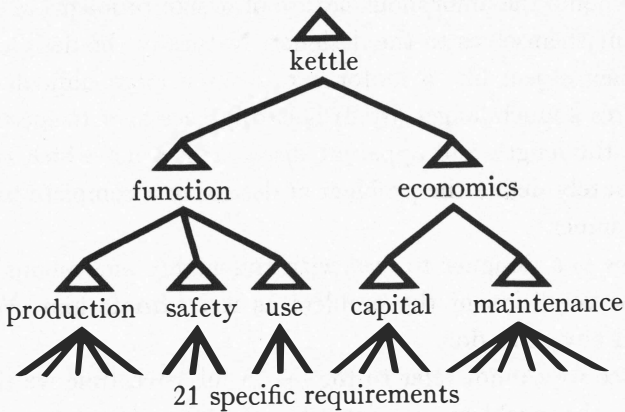 kettle
function economics
production safety use capital maintenance
21 specific requirements